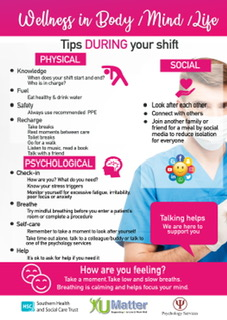 Wellness in Body Mind Life
Tips DURING your shift
PHYSICAL
Knowledge
When does your shift start and end?
Who is in charge?
Fuel
Eat healthy & drink water
Safety
Always use recommended PPE
Recharge
Take breaks
Rest moments between care
Toilet breaks
Go for a walk
Listen to music, read a book
Talk with a friend
SOCIAL
Look after each other
Connect with others
Join another family or
friend for a meal by social
media to reduce isolation
for everyone
PSYCHOLOGICAL
Check-in
How are you? What do you need?
Know your stress triggers
Monitor yourself for excessive fatigue, irritability,
poor focus or anxiety
Breathe
Try mindful breathing before you enter a patient's
room or complete a procedure
Self-care
Remember to take a moment to look after yourself
Take time out alone, talk to a colleague/buddy or talk to
one of the psychology services
Help
It's ok to ask for help if you need it
Talking helps
We are here to
support you
How are you feeling?
Take a moment. Take low and slow breaths.
Breathing is calming and helps focus your mind.
HSC Southern Health
and Social Care Trust
UMatter
Psychology Services